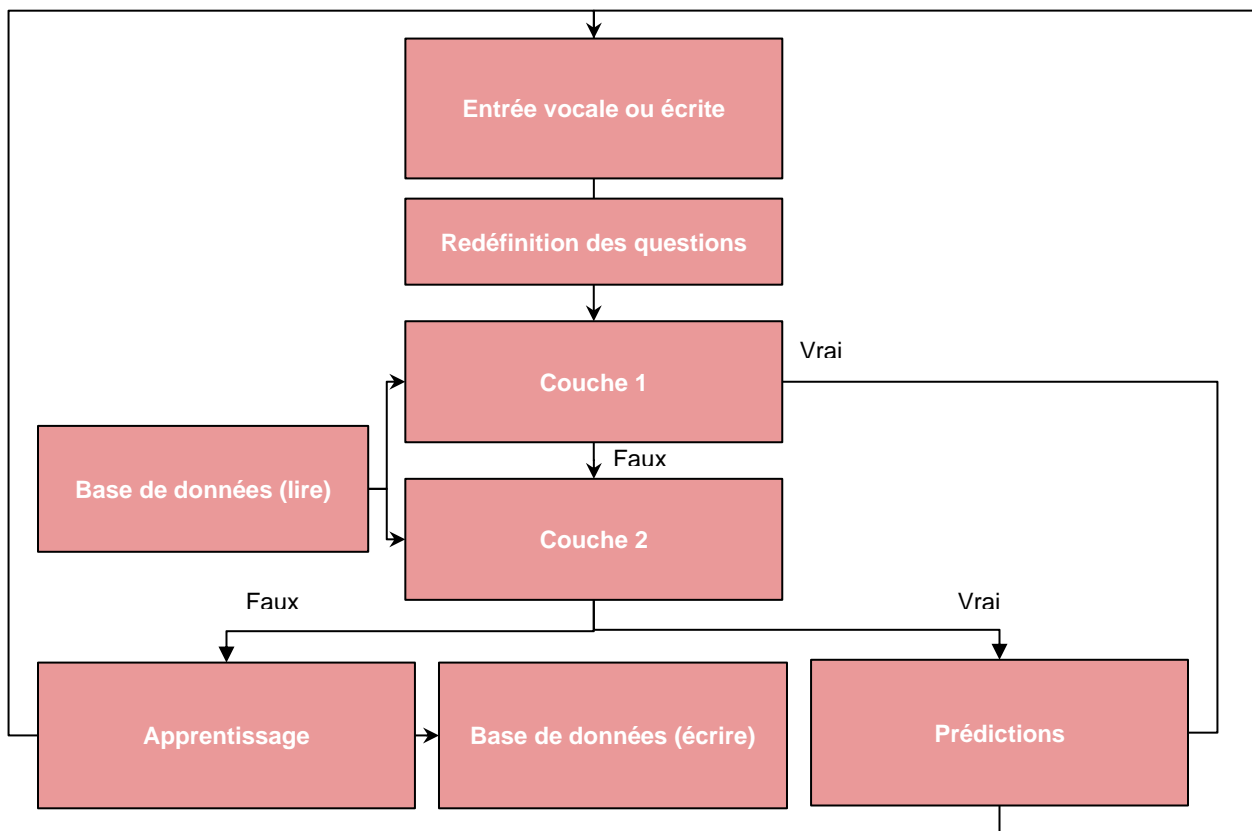 Entrée vocale ou écrite
Redéfinition des questions
Vrai
Couche 1
Faux
Base de données (lire)
Couche 2
Faux
Vrai
Apprentissage
Base de données (écrire)
Prédictions